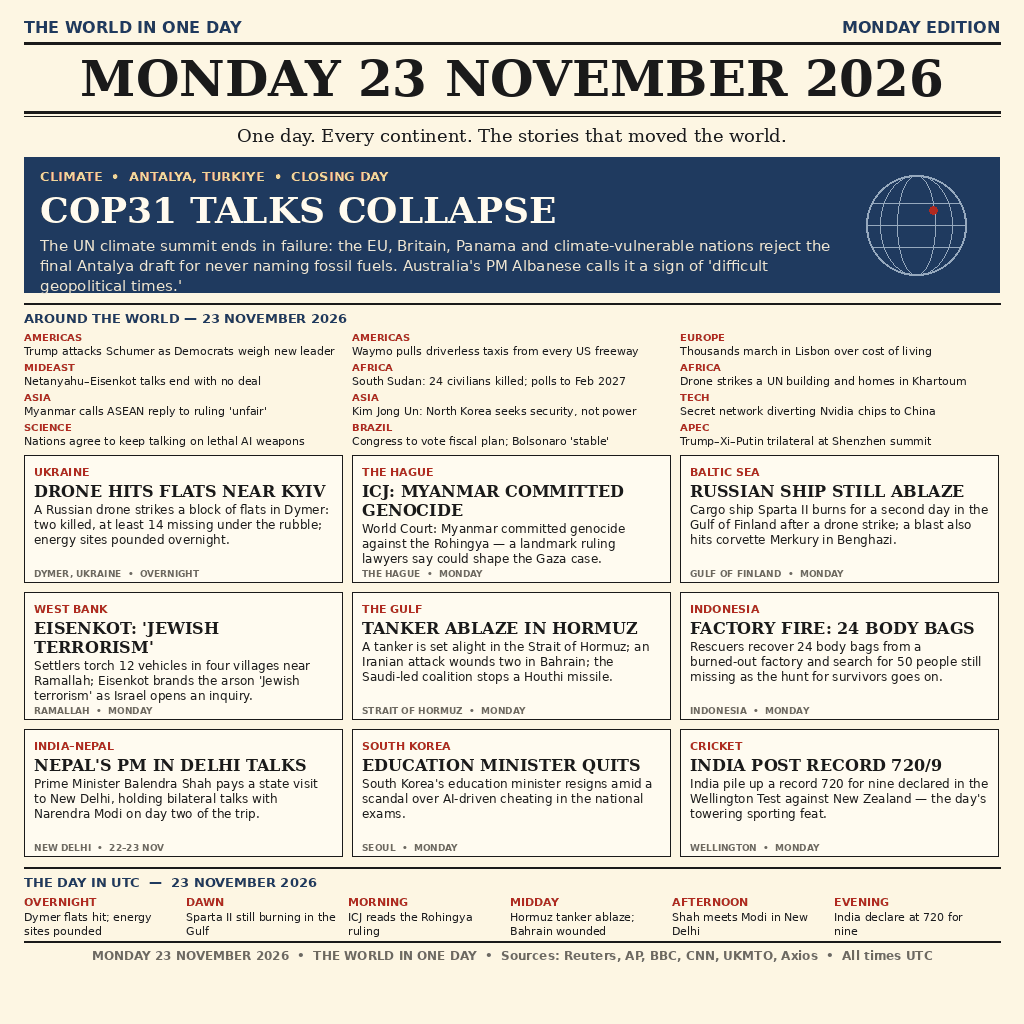 THE WORLD IN ONE DAY
MONDAY EDITION
MONDAY 23 NOVEMBER 2026
One day. Every continent. The stories that moved the world.
CLIMATE • ANTALYA, TURKIYE • CLOSING DAY
COP31 TALKS COLLAPSE
The UN climate summit ends in failure: the EU, Britain, Panama and climate-vulnerable nations reject the
final Antalya draft for never naming fossil fuels. Australia's PM Albanese calls it a sign of 'difficult
geopolitical times.'
AROUND THE WORLD — 23 NOVEMBER 2026
AMERICAS
Trump attacks Schumer as Democrats weigh new leader
AMERICAS
Waymo pulls driverless taxis from every US freeway
EUROPE
Thousands march in Lisbon over cost of living
MIDEAST
Netanyahu–Eisenkot talks end with no deal
AFRICA
South Sudan: 24 civilians killed; polls to Feb 2027
AFRICA
Drone strikes a UN building and homes in Khartoum
ASIA
Myanmar calls ASEAN reply to ruling 'unfair'
ASIA
Kim Jong Un: North Korea seeks security, not power
TECH
Secret network diverting Nvidia chips to China
SCIENCE
Nations agree to keep talking on lethal AI weapons
BRAZIL
Congress to vote fiscal plan; Bolsonaro 'stable'
APEC
Trump–Xi–Putin trilateral at Shenzhen summit
UKRAINE
DRONE HITS FLATS NEAR KYIV
A Russian drone strikes a block of flats in Dymer:
two killed, at least 14 missing under the rubble;
energy sites pounded overnight.
DYMER, UKRAINE • OVERNIGHT
THE HAGUE
ICJ: MYANMAR COMMITTED
GENOCIDE
World Court: Myanmar committed genocide
against the Rohingya — a landmark ruling
lawyers say could shape the Gaza case.
THE HAGUE • MONDAY
BALTIC SEA
RUSSIAN SHIP STILL ABLAZE
Cargo ship Sparta II burns for a second day in the
Gulf of Finland after a drone strike; a blast also
hits corvette Merkury in Benghazi.
GULF OF FINLAND • MONDAY
WEST BANK
EISENKOT: 'JEWISH
TERRORISM'
Settlers torch 12 vehicles in four villages near
Ramallah; Eisenkot brands the arson 'Jewish
terrorism' as Israel opens an inquiry.
RAMALLAH • MONDAY
THE GULF
TANKER ABLAZE IN HORMUZ
A tanker is set alight in the Strait of Hormuz; an
Iranian attack wounds two in Bahrain; the
Saudi-led coalition stops a Houthi missile.
STRAIT OF HORMUZ • MONDAY
INDONESIA
FACTORY FIRE: 24 BODY BAGS
Rescuers recover 24 body bags from a
burned-out factory and search for 50 people still
missing as the hunt for survivors goes on.
INDONESIA • MONDAY
INDIA–NEPAL
NEPAL'S PM IN DELHI TALKS
Prime Minister Balendra Shah pays a state visit
to New Delhi, holding bilateral talks with
Narendra Modi on day two of the trip.
NEW DELHI • 22–23 NOV
SOUTH KOREA
EDUCATION MINISTER QUITS
South Korea's education minister resigns amid a
scandal over AI-driven cheating in the national
exams.
SEOUL • MONDAY
CRICKET
INDIA POST RECORD 720/9
India pile up a record 720 for nine declared in the
Wellington Test against New Zealand — the day's
towering sporting feat.
WELLINGTON • MONDAY
THE DAY IN UTC — 23 NOVEMBER 2026
OVERNIGHT
Dymer flats hit; energy
sites pounded
DAWN
Sparta II still burning in the
Gulf
MORNING
ICJ reads the Rohingya
ruling
MIDDAY
Hormuz tanker ablaze;
Bahrain wounded
AFTERNOON
Shah meets Modi in New
Delhi
EVENING
India declare at 720 for
nine
MONDAY 23 NOVEMBER 2026 • THE WORLD IN ONE DAY • Sources: Reuters, AP, BBC, CNN, UKMTO, Axios • All times UTC